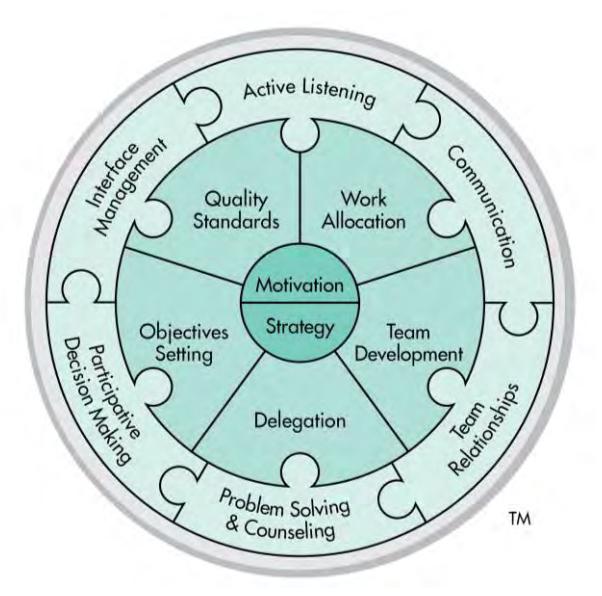 Active Listening
Communication
Team
Relationships
Problem Solving
& Counseling
Participative
Decision Making
Interface
Management
Quality
Standards
Work
Allocation
Team
Development
Delegation
Objectives
Setting
Motivation
Strategy
TM